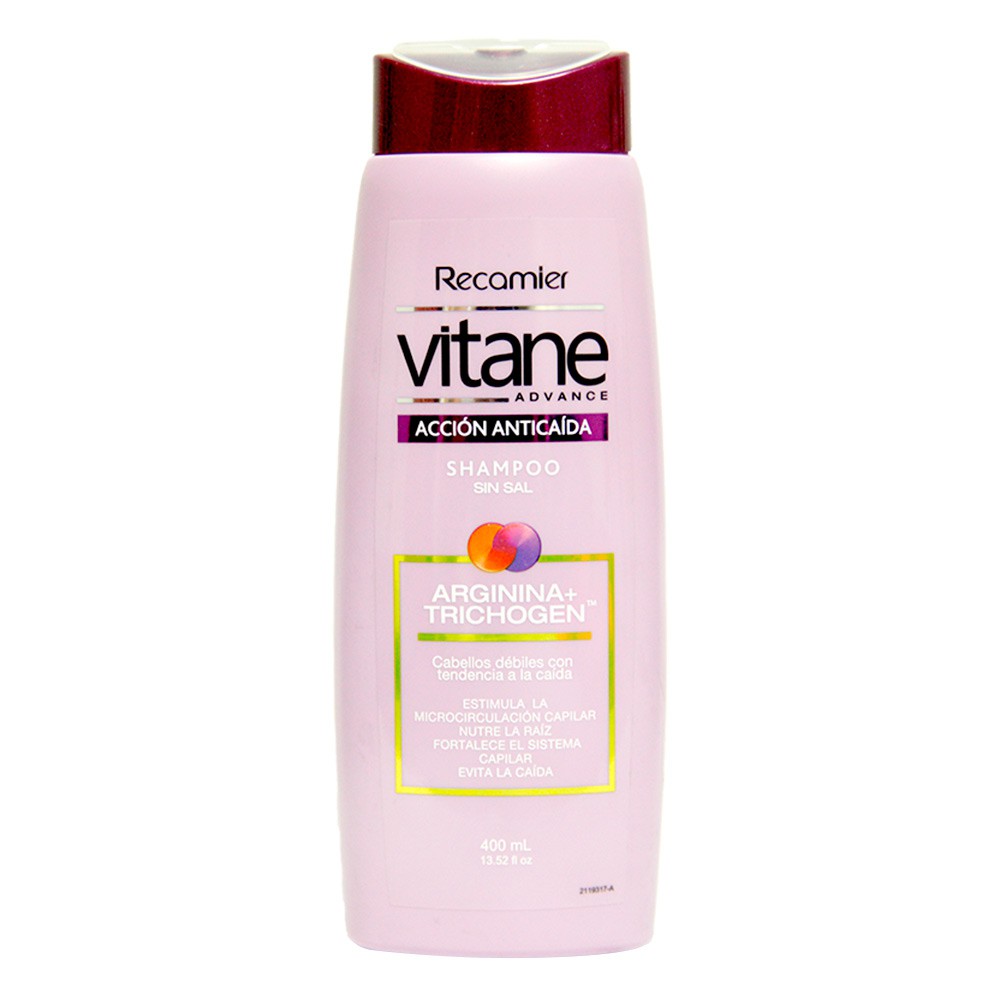 Recamier
vitane
ADVANCE
ACCIÓN ANTICAÍDA
SHAMPOO
SIN SAL
ARGININA+
TRICHOGEN™
Cabellos débiles con
tendencia a la caída
ESTIMULA LA
MICROCIRCULACIÓN CAPILAR
NUTRE LA RAÍZ
FORTALECE EL SISTEMA
CAPILAR
EVITA LA CAÍDA
400 mL
13.52 fl oz
2119317-A